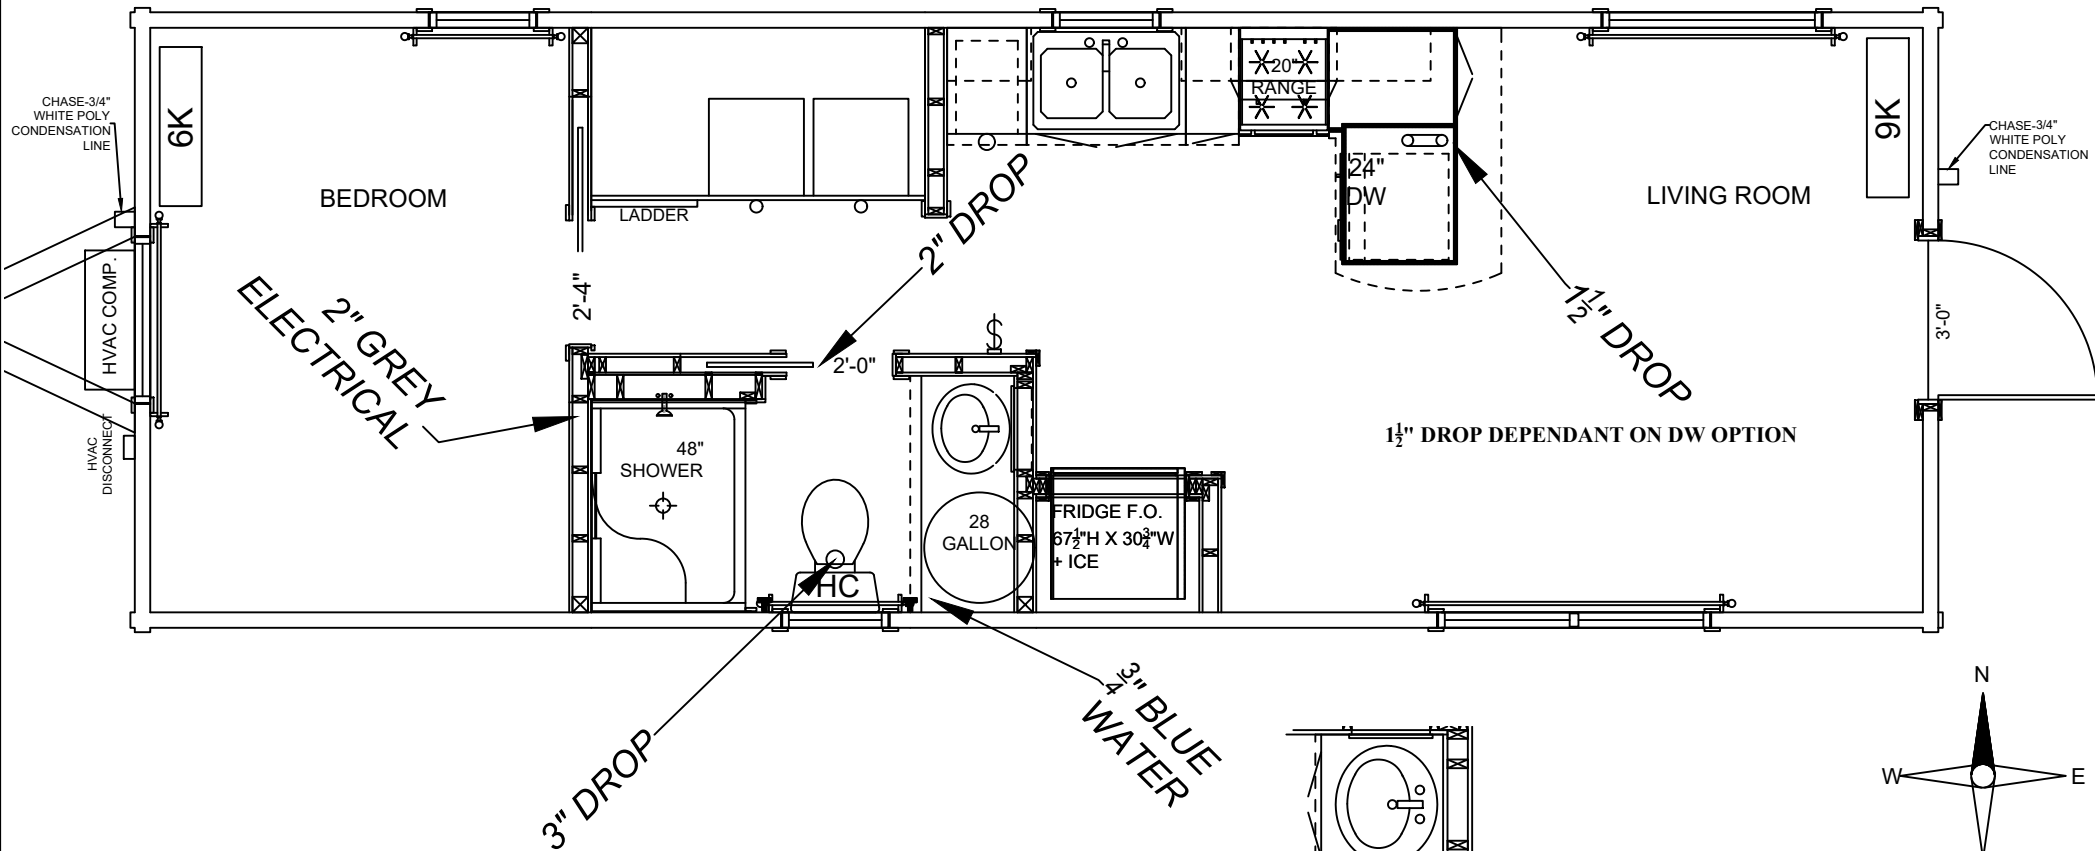 CHASE-3/4"
WHITE POLY
CONDENSATION
LINE
6K
BEDROOM
HVAC COMP.
HVAC
DISCONNECT
2" GREY
ELECTRICAL
2'-4"
LADDER
2" DROP
2'-0"
20"
RANGE
24"
DW
1½" DROP
LIVING ROOM
9K
CHASE-3/4"
WHITE POLY
CONDENSATION
LINE
3'-0"
1½" DROP DEPENDANT ON DW OPTION
48"
SHOWER
HC
28
GALLON
FRIDGE F.O.
67½"H X 30¾"W
+ ICE
3" DROP
¾" BLUE
WATER
N
W
E